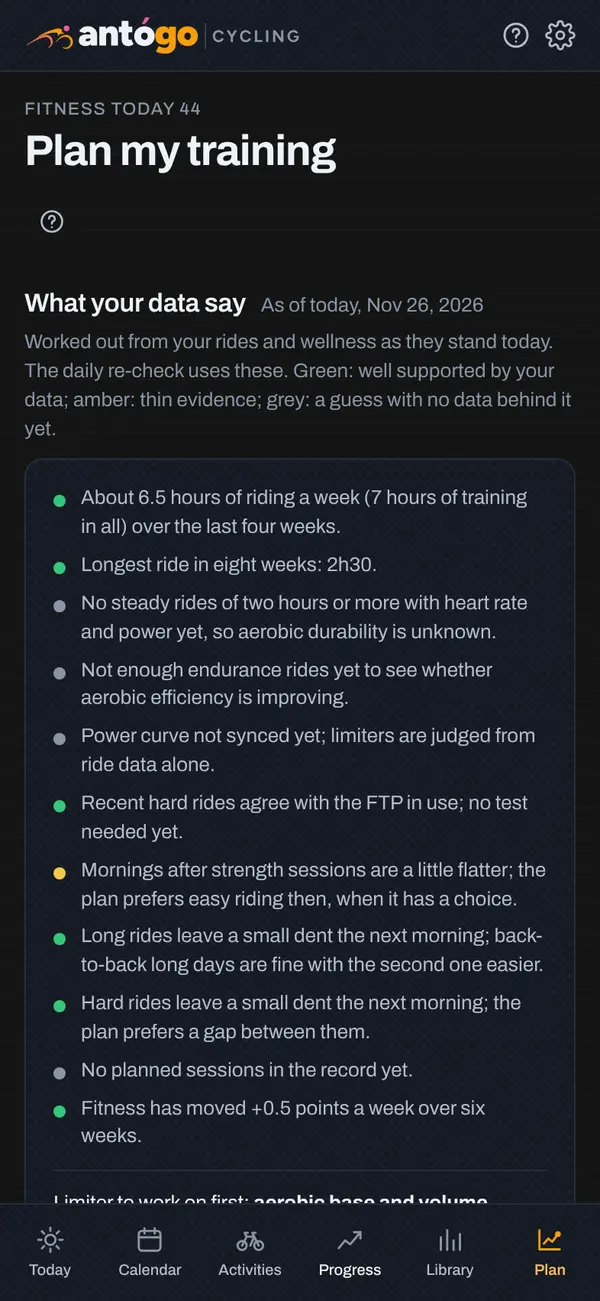 antógo CYCLING
FITNESS TODAY 44
Plan my training
What your data say As of today, Nov 26, 2026
Worked out from your rides and wellness as they stand today.
The daily re-check uses these. Green: well supported by your
data; amber: thin evidence; grey: a guess with no data behind it
yet.
About 6.5 hours of riding a week (7 hours of training
in all) over the last four weeks.
Longest ride in eight weeks: 2h30.
No steady rides of two hours or more with heart rate
and power yet, so aerobic durability is unknown.
Not enough endurance rides yet to see whether
aerobic efficiency is improving.
Power curve not synced yet; limiters are judged from
ride data alone.
Recent hard rides agree with the FTP in use; no test
needed yet.
Mornings after strength sessions are a little flatter; the
plan prefers easy riding then, when it has a choice.
Long rides leave a small dent the next morning; back-
to-back long days are fine with the second one easier.
Hard rides leave a small dent the next morning; the
plan prefers a gap between them.
No planned sessions in the record yet.
Fitness has moved +0.5 points a week over six
weeks.
Limiter to work on first: aerobic base and volume
Today Calendar Activities Progress Library Plan